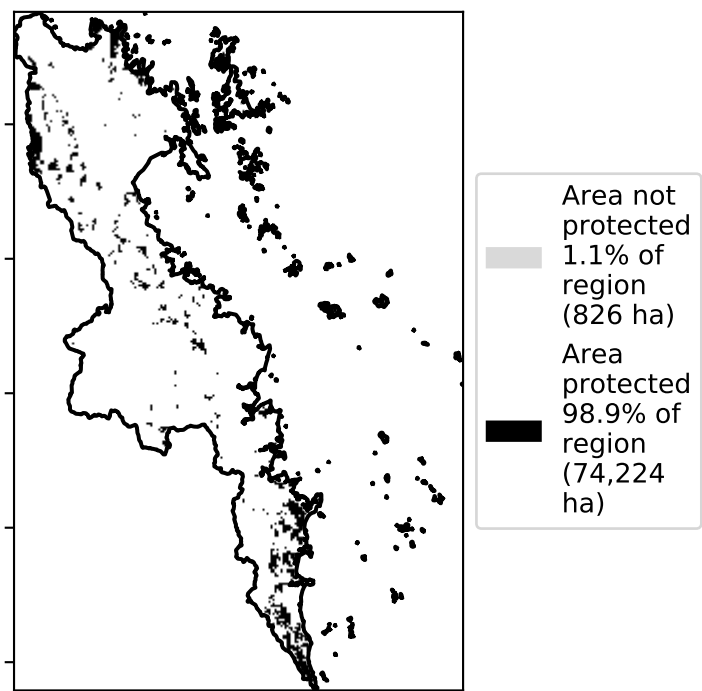 Area not
protected
1.1% of
region
(826 ha)
Area
protected
98.9% of
region
(74,224
ha)